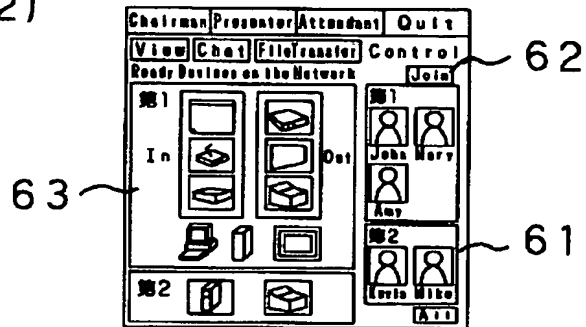 2)
Chairman Presenter Attendant Quit
View Chat FileTransfer Control
Ready Devices on the Network
Join
62
第1
第1
In
Out
John Mary
Amy
63
61
第2
第2
Kevin Mike
All